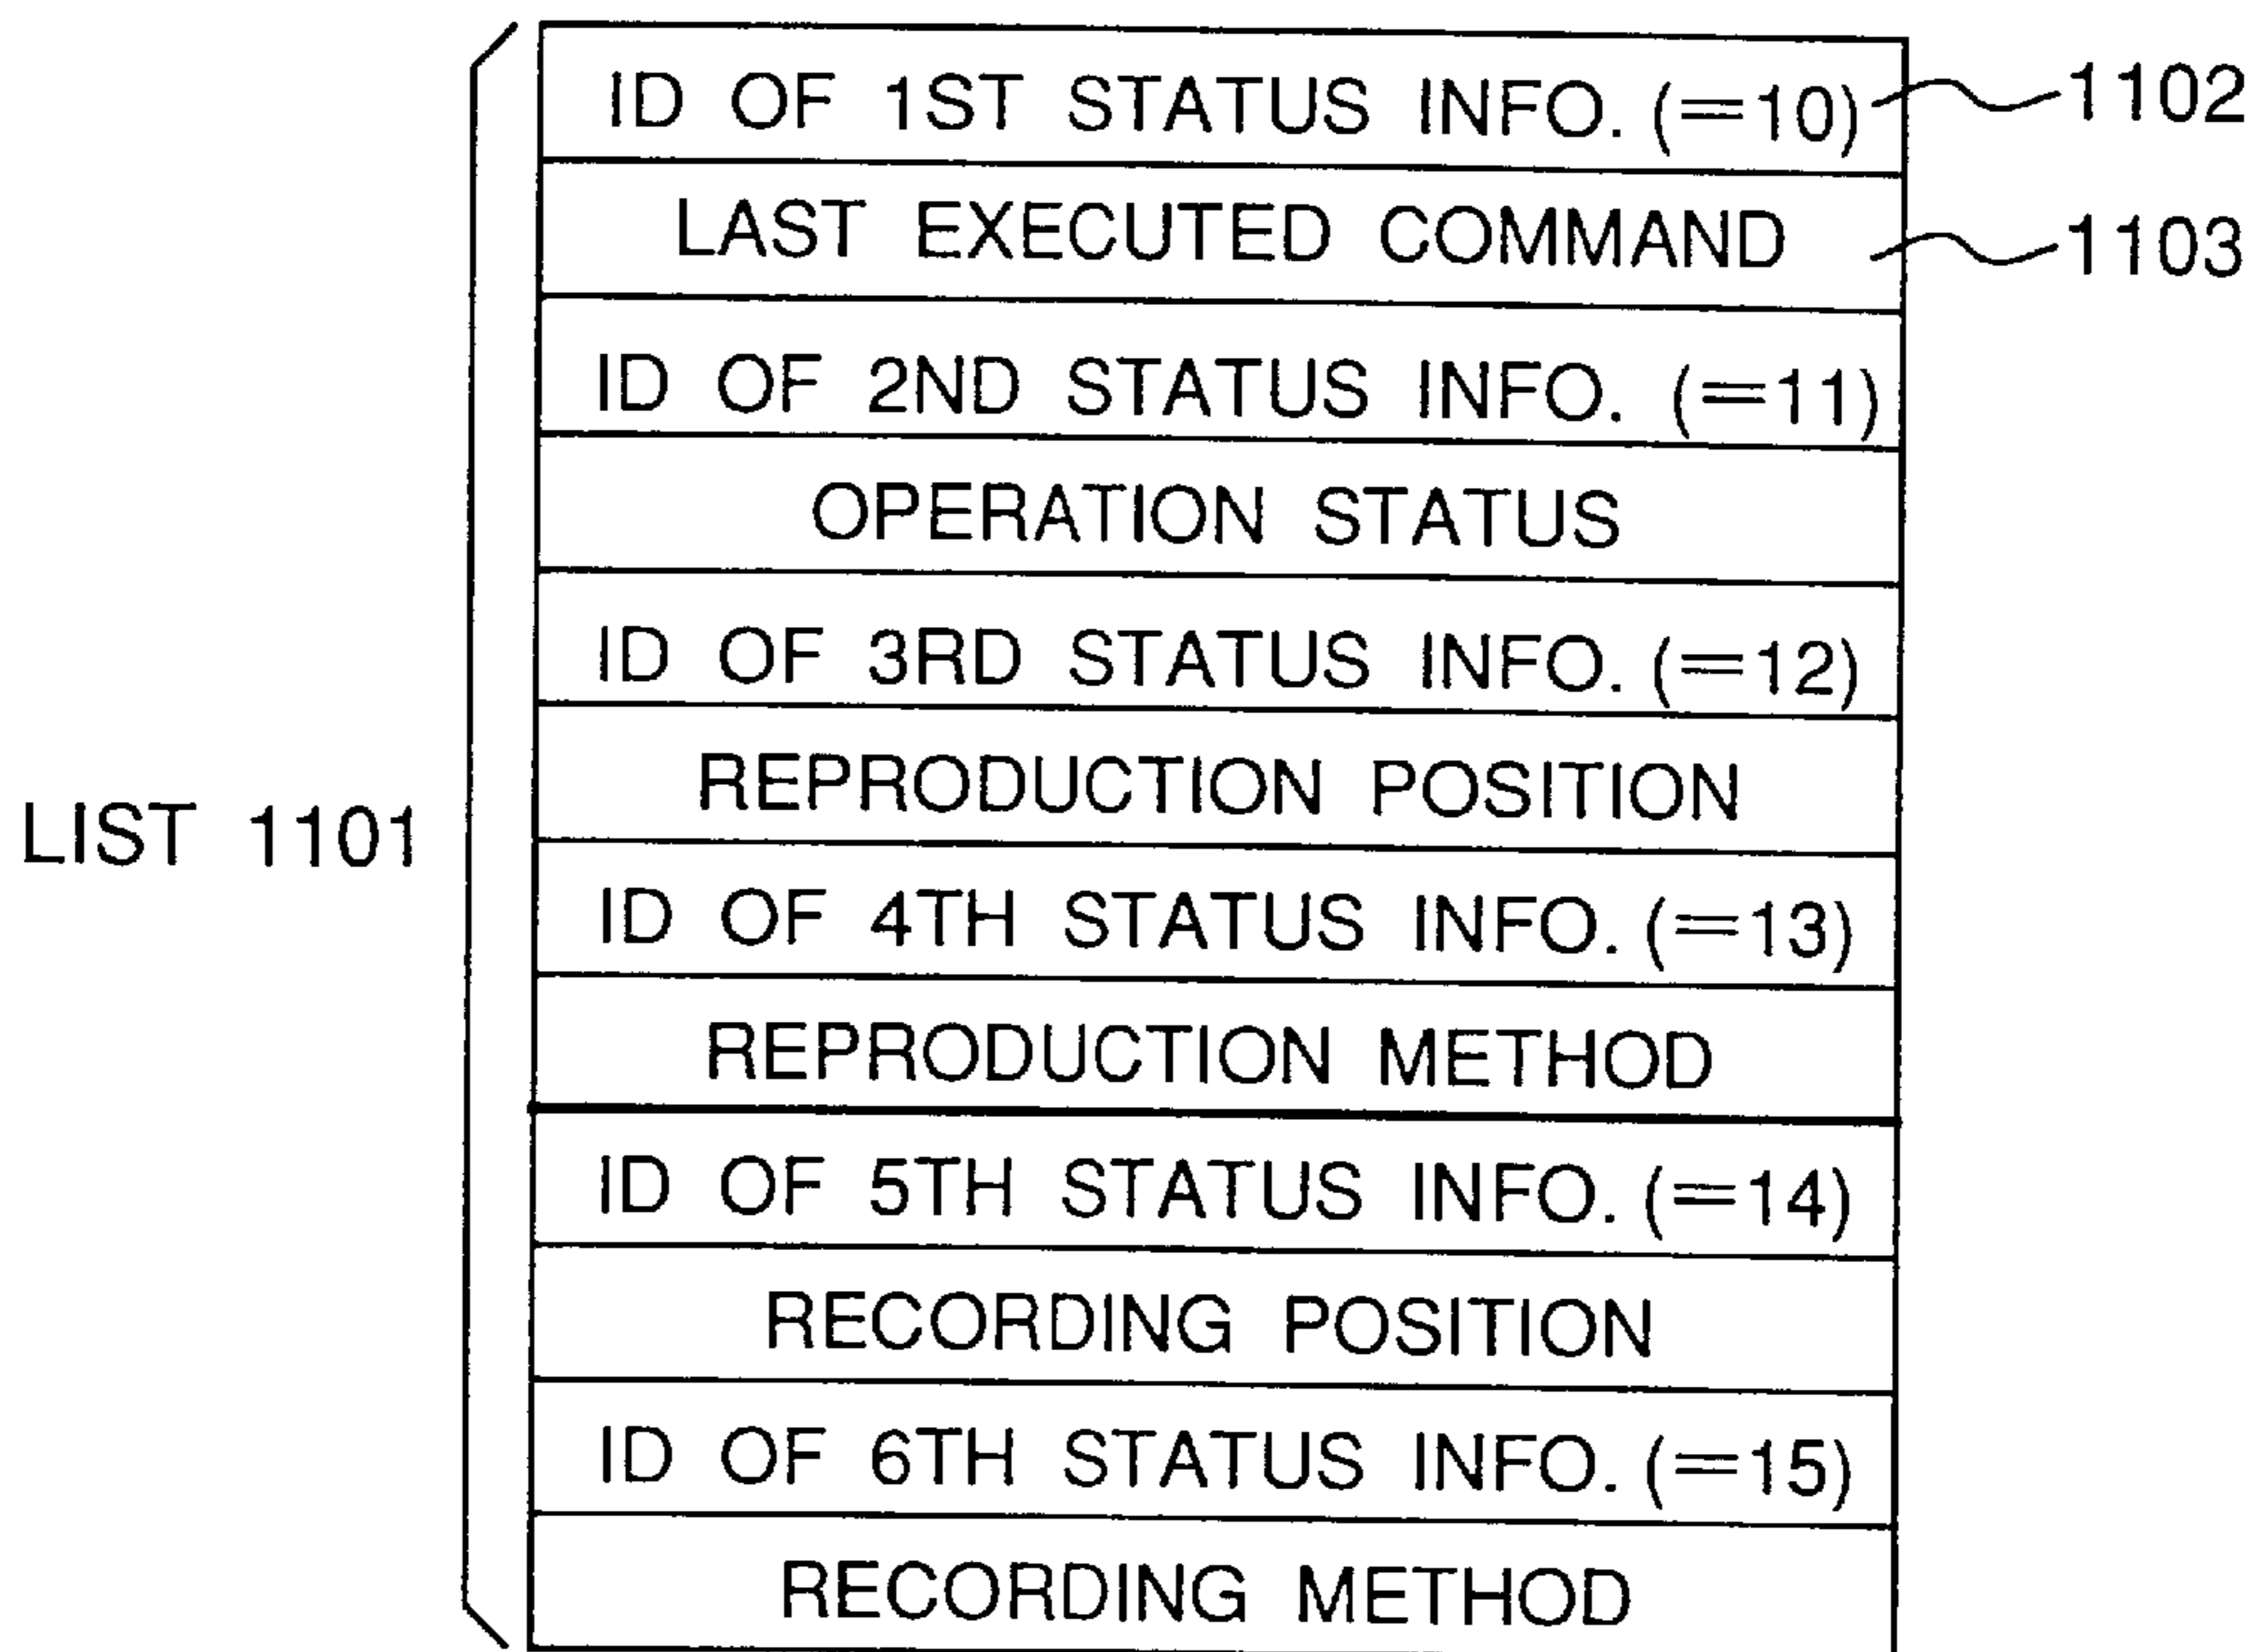 ID OF 1ST STATUS INFO. (=10) 1102
LAST EXECUTED COMMAND 1103
ID OF 2ND STATUS INFO. (=11)
OPERATION STATUS
ID OF 3RD STATUS INFO. (=12)
REPRODUCTION POSITION
LIST 1101
ID OF 4TH STATUS INFO. (=13)
REPRODUCTION METHOD
ID OF 5TH STATUS INFO. (=14)
RECORDING POSITION
ID OF 6TH STATUS INFO. (=15)
RECORDING METHOD